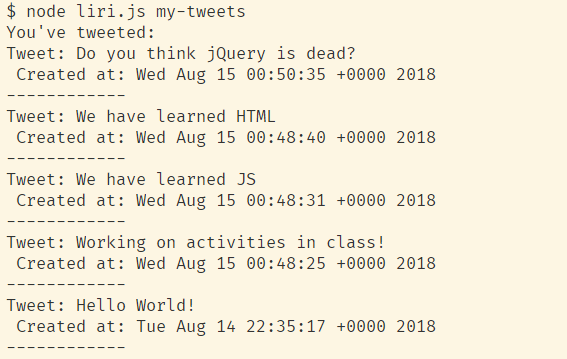 $ node liri.js my-tweets
You've tweeted:
Tweet: Do you think jQuery is dead?
 Created at: Wed Aug 15 00:50:35 +0000 2018
------------
Tweet: We have learned HTML
 Created at: Wed Aug 15 00:48:40 +0000 2018
------------
Tweet: We have learned JS
 Created at: Wed Aug 15 00:48:31 +0000 2018
------------
Tweet: Working on activities in class!
 Created at: Wed Aug 15 00:48:25 +0000 2018
------------
Tweet: Hello World!
 Created at: Tue Aug 14 22:35:17 +0000 2018
------------